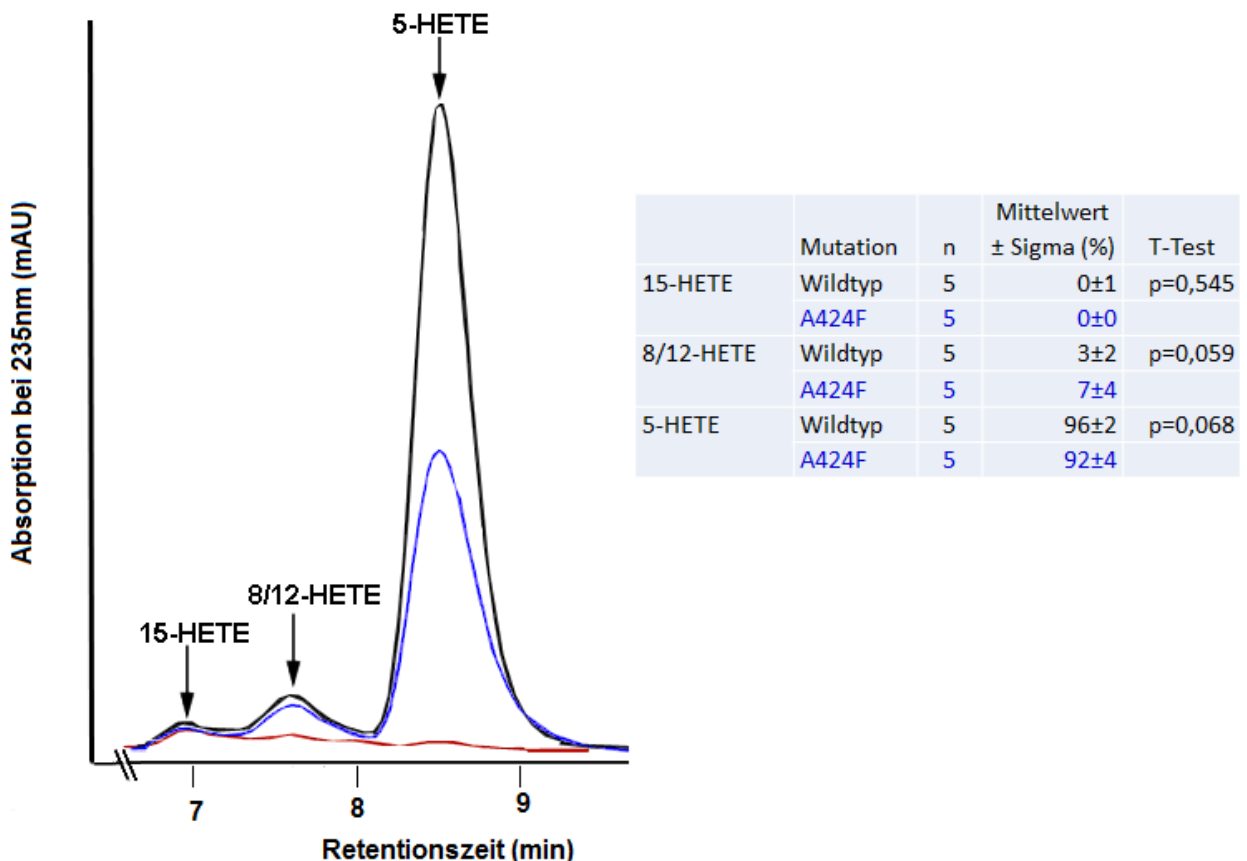 5-HETE
8/12-HETE
15-HETE
Absorption bei 235nm (mAU)
7 8 9
Retentionszeit (min)
Mittelwert
Mutation n ± Sigma (%) T-Test
15-HETE Wildtyp 5 0±1 p=0,545
A424F 5 0±0
8/12-HETE Wildtyp 5 3±2 p=0,059
A424F 5 7±4
5-HETE Wildtyp 5 96±2 p=0,068
A424F 5 92±4